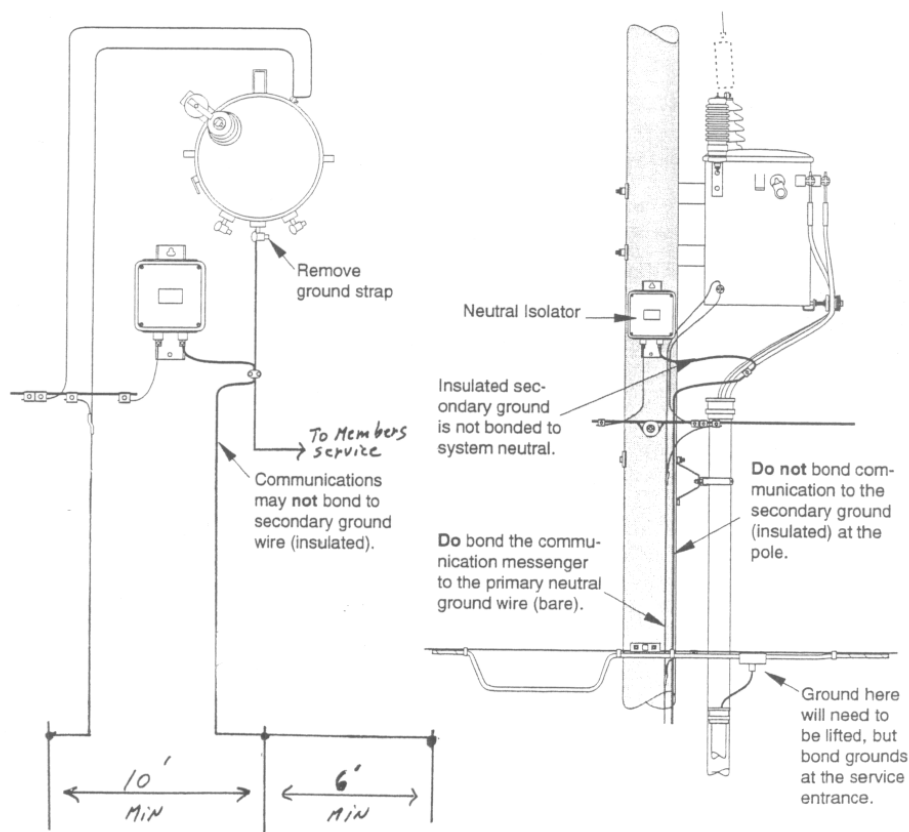 Remove
ground strap
To Members
service
Communications
may not bond to
secondary ground
wire (insulated).
10'
MIN
6'
MIN
Neutral Isolator
Insulated sec-
ondary ground
is not bonded to
system neutral.
Do not bond com-
munication to the
secondary ground
(insulated) at the
pole.
Do bond the commu-
nication messenger
to the primary neutral
ground wire (bare).
Ground here
will need to
be lifted, but
bond grounds
at the service
entrance.